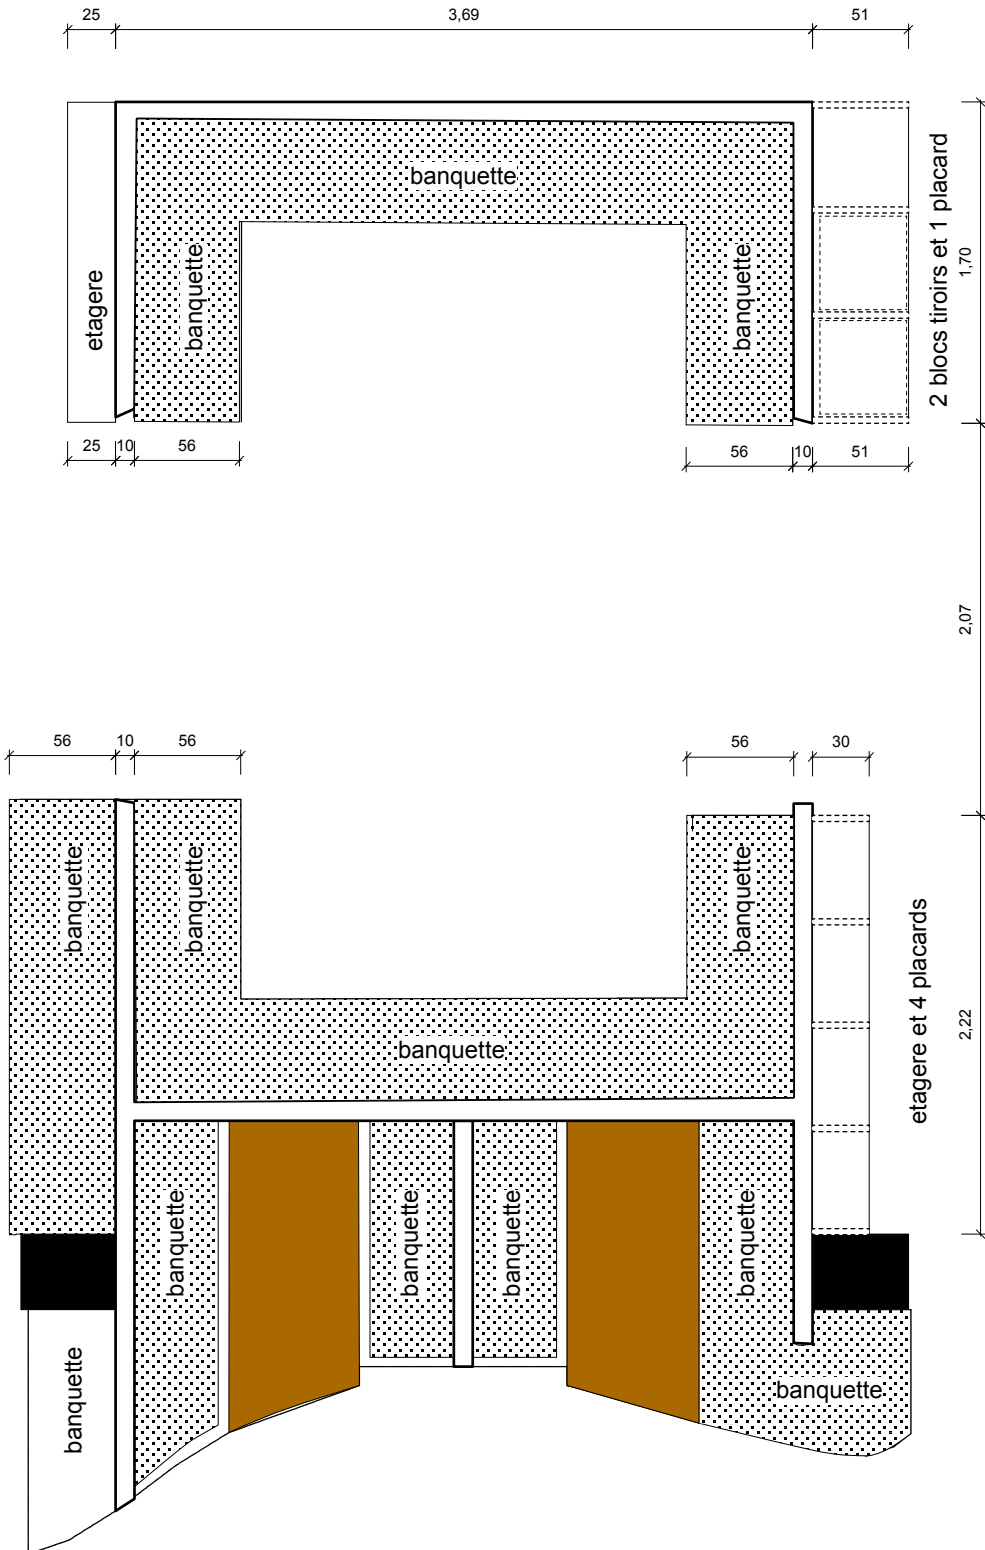 25 3,69 51
banquette
etagere
banquette
banquette
2 blocs tiroirs et 1 placard
1,70
25 10 56
56 10 51
2,07
56 10 56
56 30
banquette
banquette
banquette
banquette
etagere et 4 placards
2,22
banquette
banquette
banquette
banquette
banquette
banquette